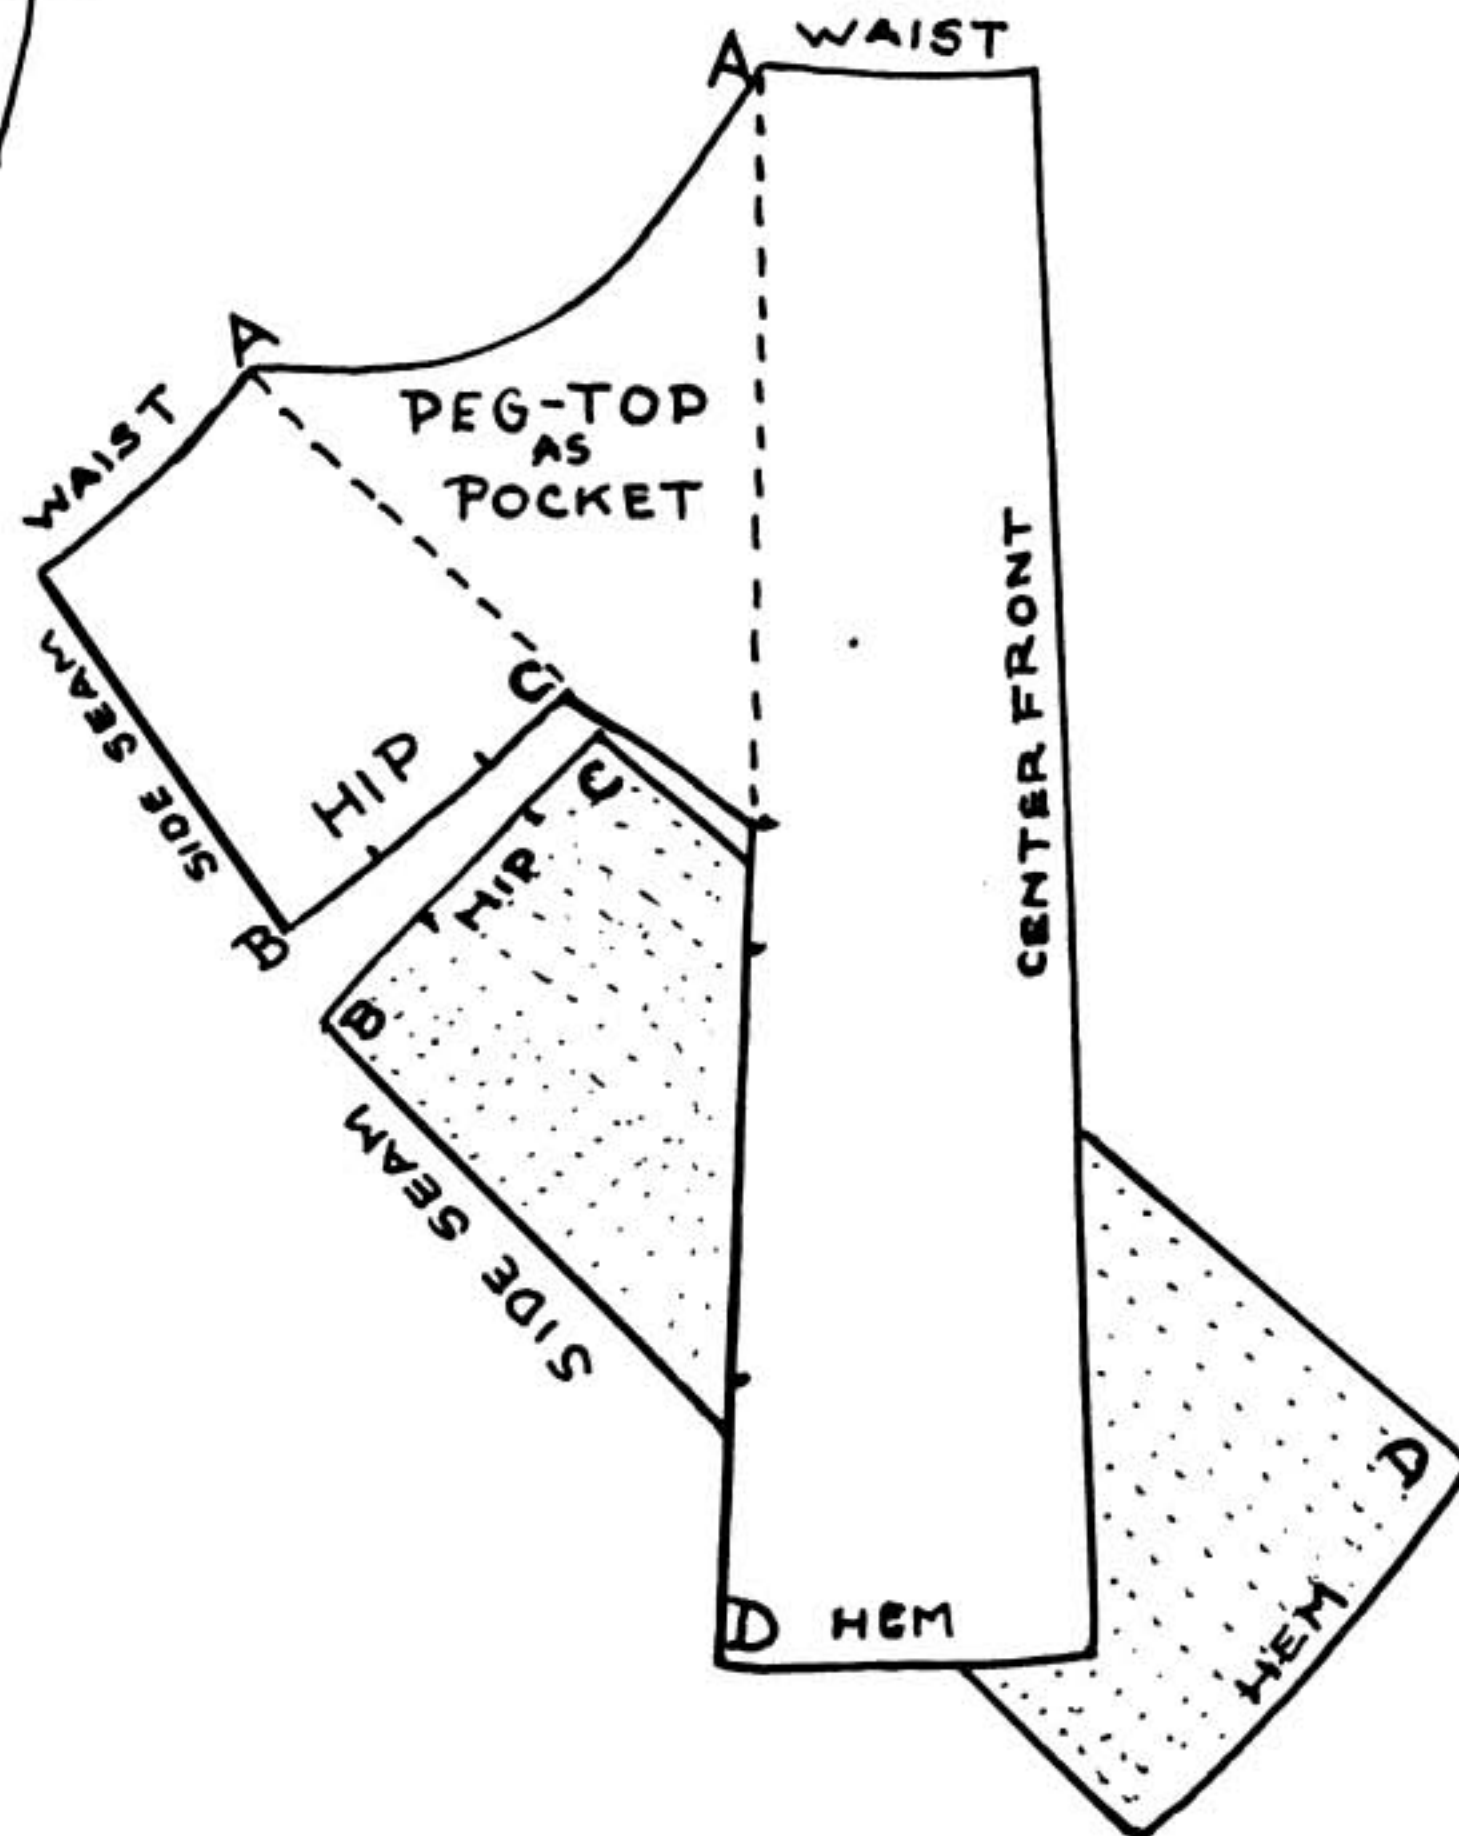 A WAIST
A
WAIST
PEG-TOP
AS
POCKET
CENTER FRONT
SIDE SEAM
HIP
C
B
C
HIP
B
SIDE SEAM
D
HEM
D HEM